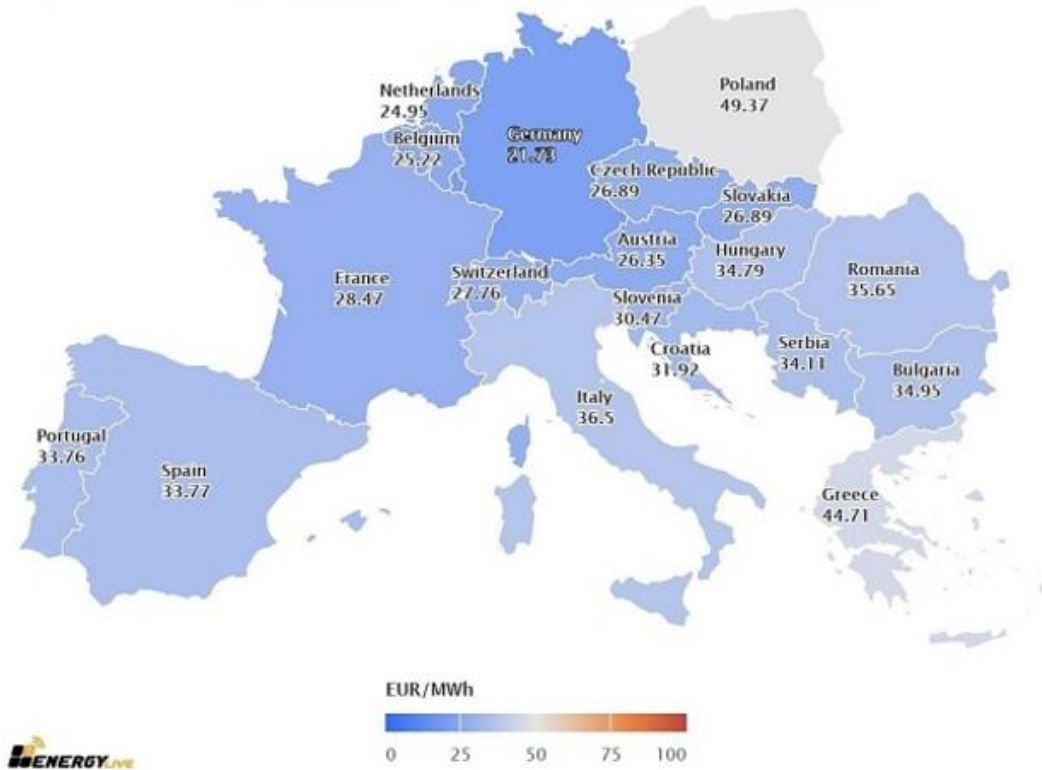 Poland
49.37
Netherlands
24.95
Belgium
25.22
Germany
21.73
Czech Republic
26.89
Slovakia
26.89
Austria
26.35
Hungary
34.79
Romania
35.65
France
28.47
Switzerland
27.76
Slovenia
30.47
Croatia
31.92
Serbia
34.11
Bulgaria
34.95
Italy
36.5
Portugal
33.76
Spain
33.77
Greece
44.71
EUR/MWh
0 25 50 75 100
ENERGY LIVE